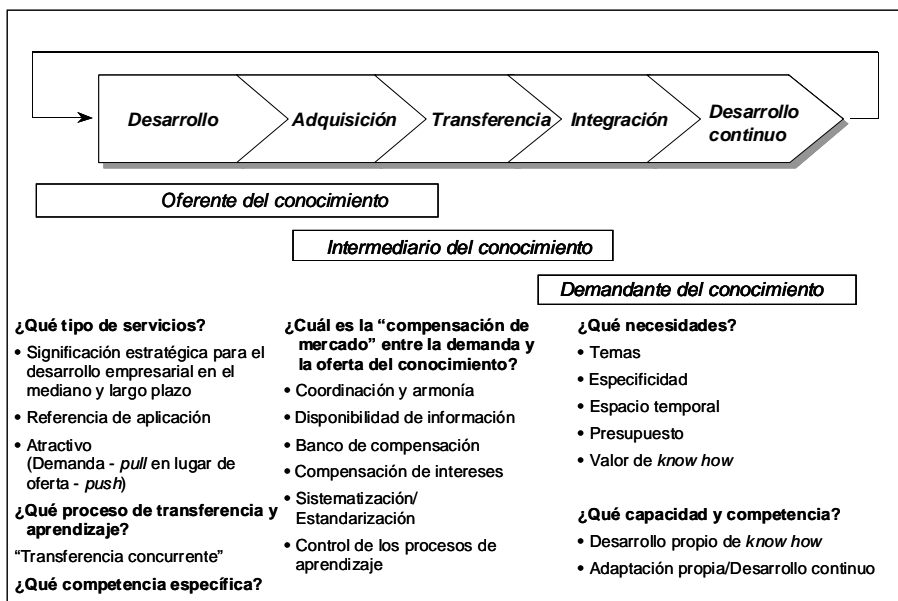 Desarrollo
Adquisición
Transferencia
Integración
Desarrollo
continuo
Oferente del conocimiento
Intermediario del conocimiento
Demandante del conocimiento
¿Qué tipo de servicios?
• Significación estratégica para el
desarrollo empresarial en el
mediano y largo plazo
• Referencia de aplicación
• Atractivo
(Demanda - pull en lugar de
oferta - push)
¿Qué proceso de transferencia y
aprendizaje?
“Transferencia concurrente”
¿Qué competencia específica?
¿Cuál es la “compensación de
mercado” entre la demanda y
la oferta del conocimiento?
• Coordinación y armonía
• Disponibilidad de información
• Banco de compensación
• Compensación de intereses
• Sistematización/
Estandarización
• Control de los procesos de
aprendizaje
¿Qué necesidades?
• Temas
• Especificidad
• Espacio temporal
• Presupuesto
• Valor de know how
¿Qué capacidad y competencia?
• Desarrollo propio de know how
• Adaptación propia/Desarrollo continuo